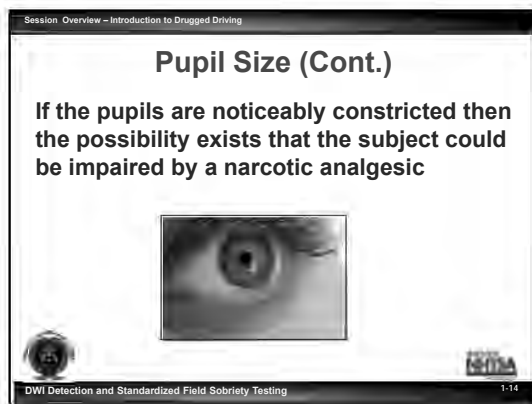 Session Overview – Introduction to Drugged Driving
Pupil Size (Cont.)
If the pupils are noticeably constricted then
the possibility exists that the subject could
be impaired by a narcotic analgesic
NHTSA
DWI Detection and Standardized Field Sobriety Testing
1-14